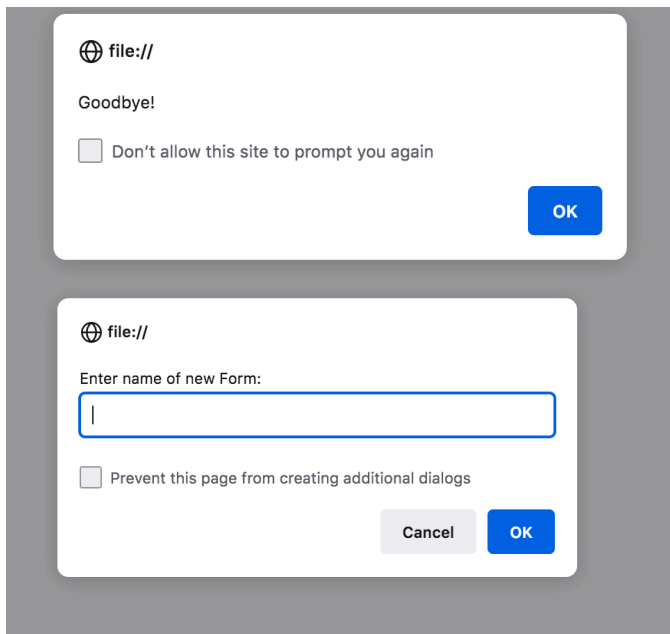 file://
Goodbye!
Don’t allow this site to prompt you again
OK
file://
Enter name of new Form:
Prevent this page from creating additional dialogs
Cancel OK